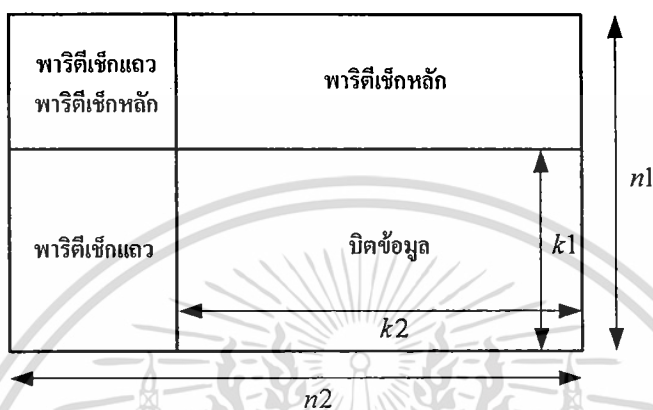 พาริตีเช็กแถว
พาริตีเช็กหลัก
พาริตีเช็กหลัก
n1
พาริตีเช็กแถว
บิตข้อมูล
k1
k2
n2